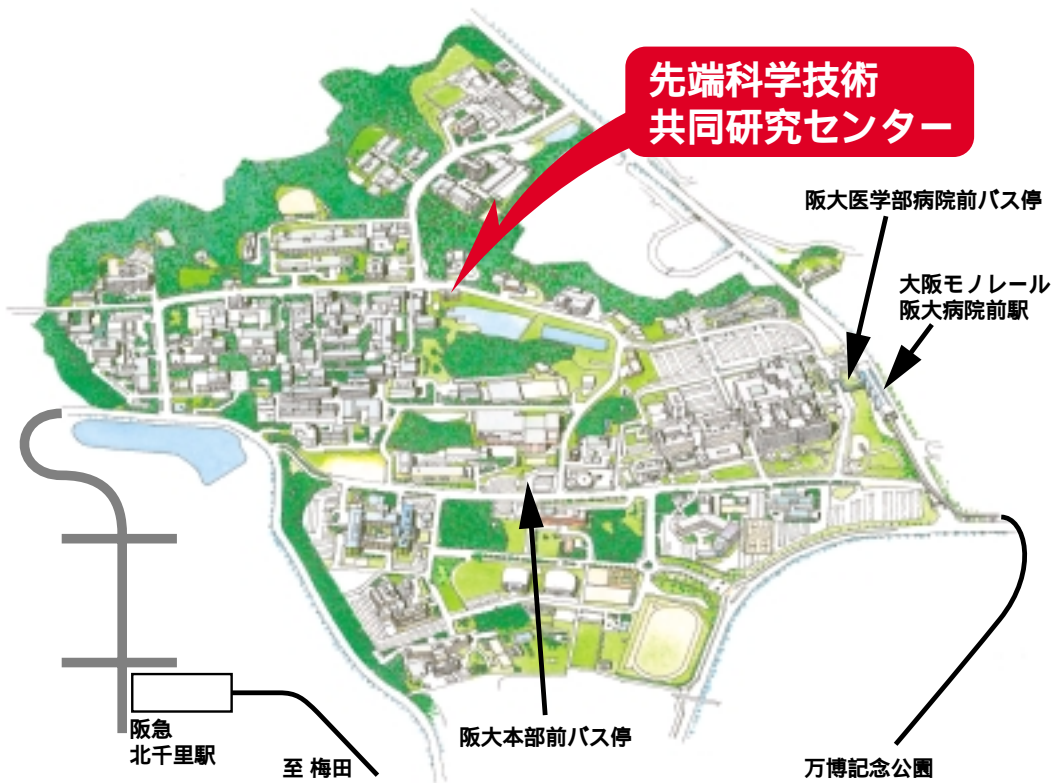 先端科学技術
共同研究センター
阪大医学部病院前バス停
大阪モノレール
阪大病院前駅
阪急
北千里駅
至 梅田
阪大本部前バス停
万博記念公園